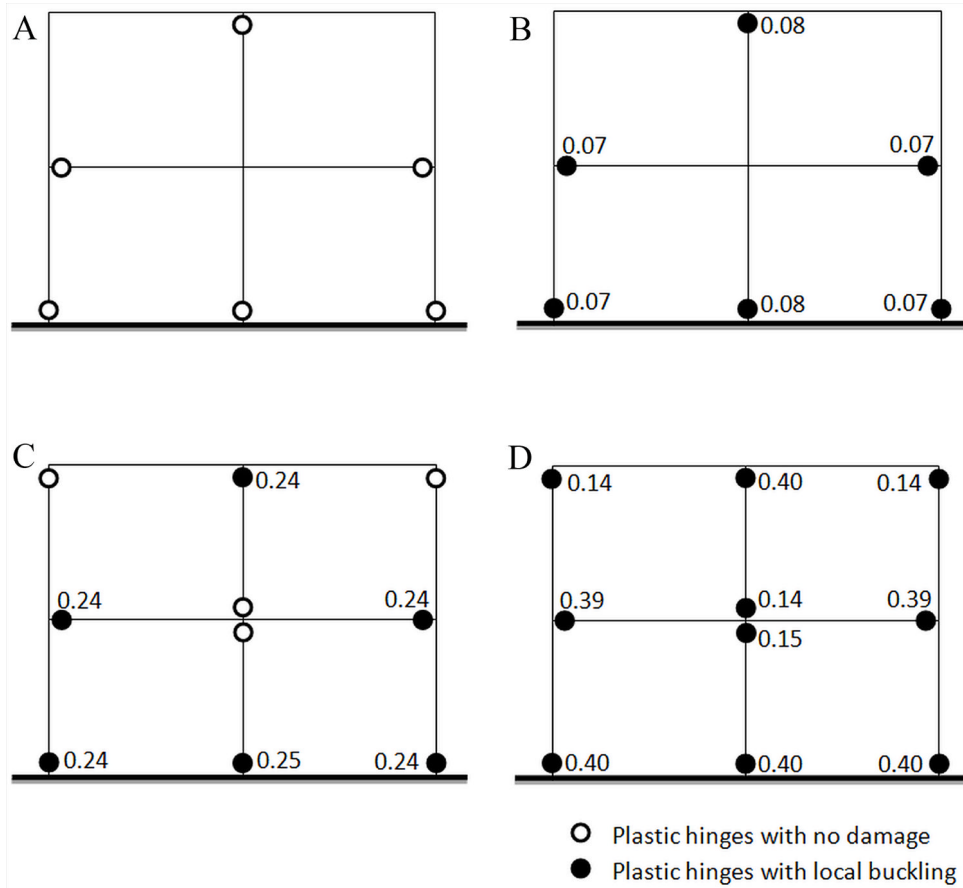 A
B
0.08
0.07 0.07
0.07 0.08 0.07
C
D
0.24
0.14 0.40 0.14
0.24 0.24
0.39 0.14 0.39
0.15
0.24 0.25 0.24
0.40 0.40 0.40
Plastic hinges with no damage
Plastic hinges with local buckling